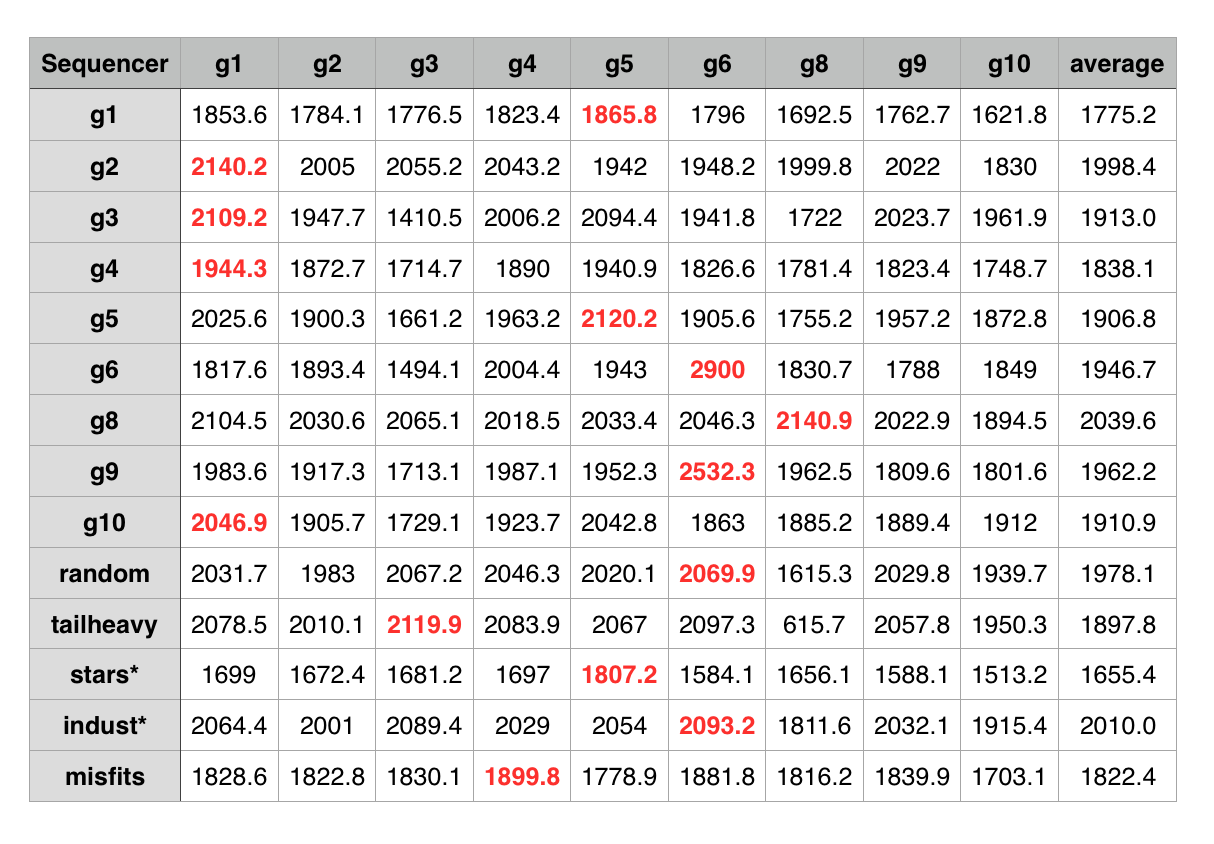 Sequencer g1 g2 g3 g4 g5 g6 g8 g9 g10 average
g1 1853.6 1784.1 1776.5 1823.4 1865.8 1796 1692.5 1762.7 1621.8 1775.2
g2 2140.2 2005 2055.2 2043.2 1942 1948.2 1999.8 2022 1830 1998.4
g3 2109.2 1947.7 1410.5 2006.2 2094.4 1941.8 1722 2023.7 1961.9 1913.0
g4 1944.3 1872.7 1714.7 1890 1940.9 1826.6 1781.4 1823.4 1748.7 1838.1
g5 2025.6 1900.3 1661.2 1963.2 2120.2 1905.6 1755.2 1957.2 1872.8 1906.8
g6 1817.6 1893.4 1494.1 2004.4 1943 2900 1830.7 1788 1849 1946.7
g8 2104.5 2030.6 2065.1 2018.5 2033.4 2046.3 2140.9 2022.9 1894.5 2039.6
g9 1983.6 1917.3 1713.1 1987.1 1952.3 2532.3 1962.5 1809.6 1801.6 1962.2
g10 2046.9 1905.7 1729.1 1923.7 2042.8 1863 1885.2 1889.4 1912 1910.9
random 2031.7 1983 2067.2 2046.3 2020.1 2069.9 1615.3 2029.8 1939.7 1978.1
tailheavy 2078.5 2010.1 2119.9 2083.9 2067 2097.3 615.7 2057.8 1950.3 1897.8
stars* 1699 1672.4 1681.2 1697 1807.2 1584.1 1656.1 1588.1 1513.2 1655.4
indust* 2064.4 2001 2089.4 2029 2054 2093.2 1811.6 2032.1 1915.4 2010.0
misfits 1828.6 1822.8 1830.1 1899.8 1778.9 1881.8 1816.2 1839.9 1703.1 1822.4